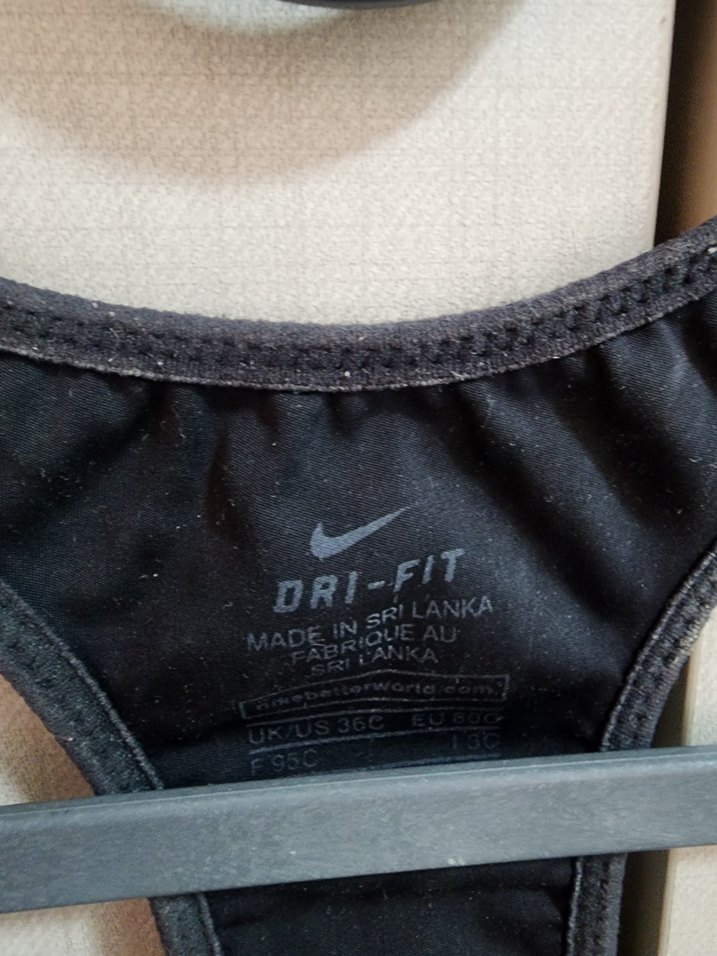 DRI-FIT
MADE IN SRI LANKA
FABRIQUE AU
SRI LANKA
nikebetterworld.com
UK/US 36C EU 80C
F 95C I 3C